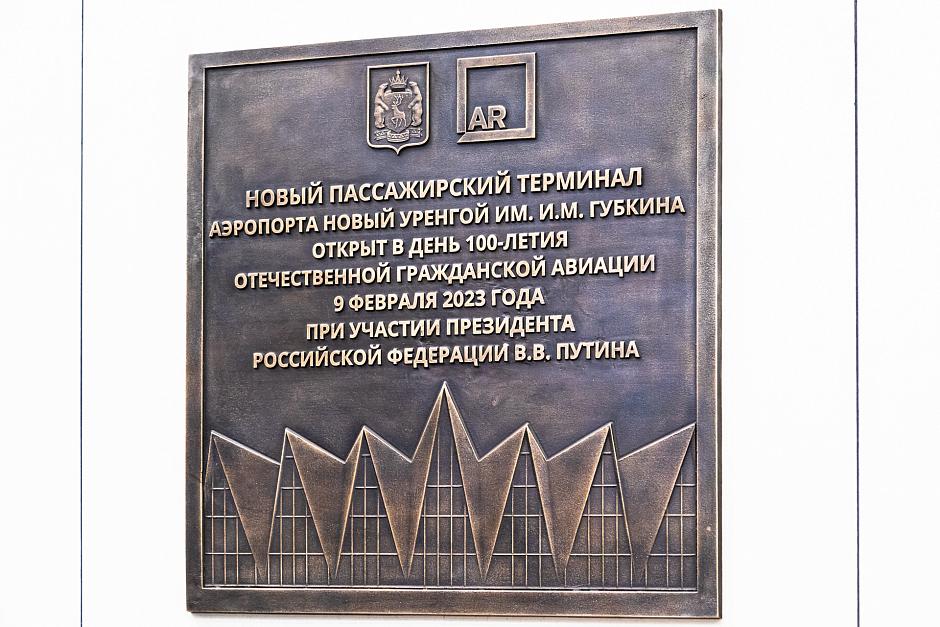 AR
НОВЫЙ ПАССАЖИРСКИЙ ТЕРМИНАЛ
АЭРОПОРТА НОВЫЙ УРЕНГОЙ ИМ. И.М. ГУБКИНА
ОТКРЫТ В ДЕНЬ 100-ЛЕТИЯ
ОТЕЧЕСТВЕННОЙ ГРАЖДАНСКОЙ АВИАЦИИ
9 ФЕВРАЛЯ 2023 ГОДА
ПРИ УЧАСТИИ ПРЕЗИДЕНТА
РОССИЙСКОЙ ФЕДЕРАЦИИ В.В. ПУТИНА